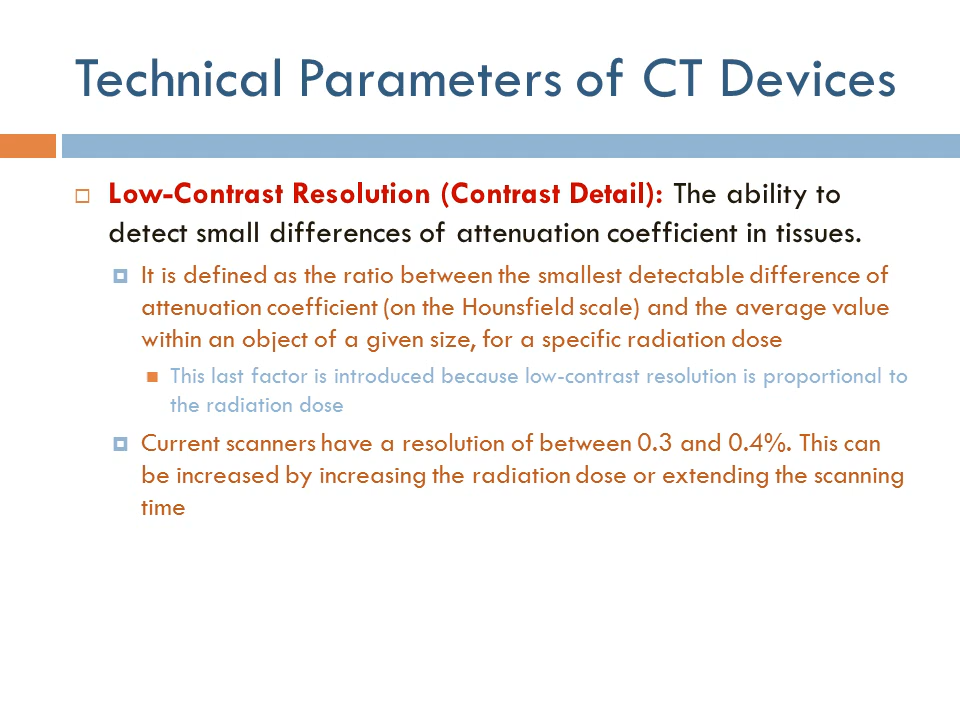 Technical Parameters of CT Devices
Low-Contrast Resolution (Contrast Detail): The ability to
detect small differences of attenuation coefficient in tissues.
It is defined as the ratio between the smallest detectable difference of
attenuation coefficient (on the Hounsfield scale) and the average value
within an object of a given size, for a specific radiation dose
This last factor is introduced because low-contrast resolution is proportional to
the radiation dose
Current scanners have a resolution of between 0.3 and 0.4%. This can
be increased by increasing the radiation dose or extending the scanning
time